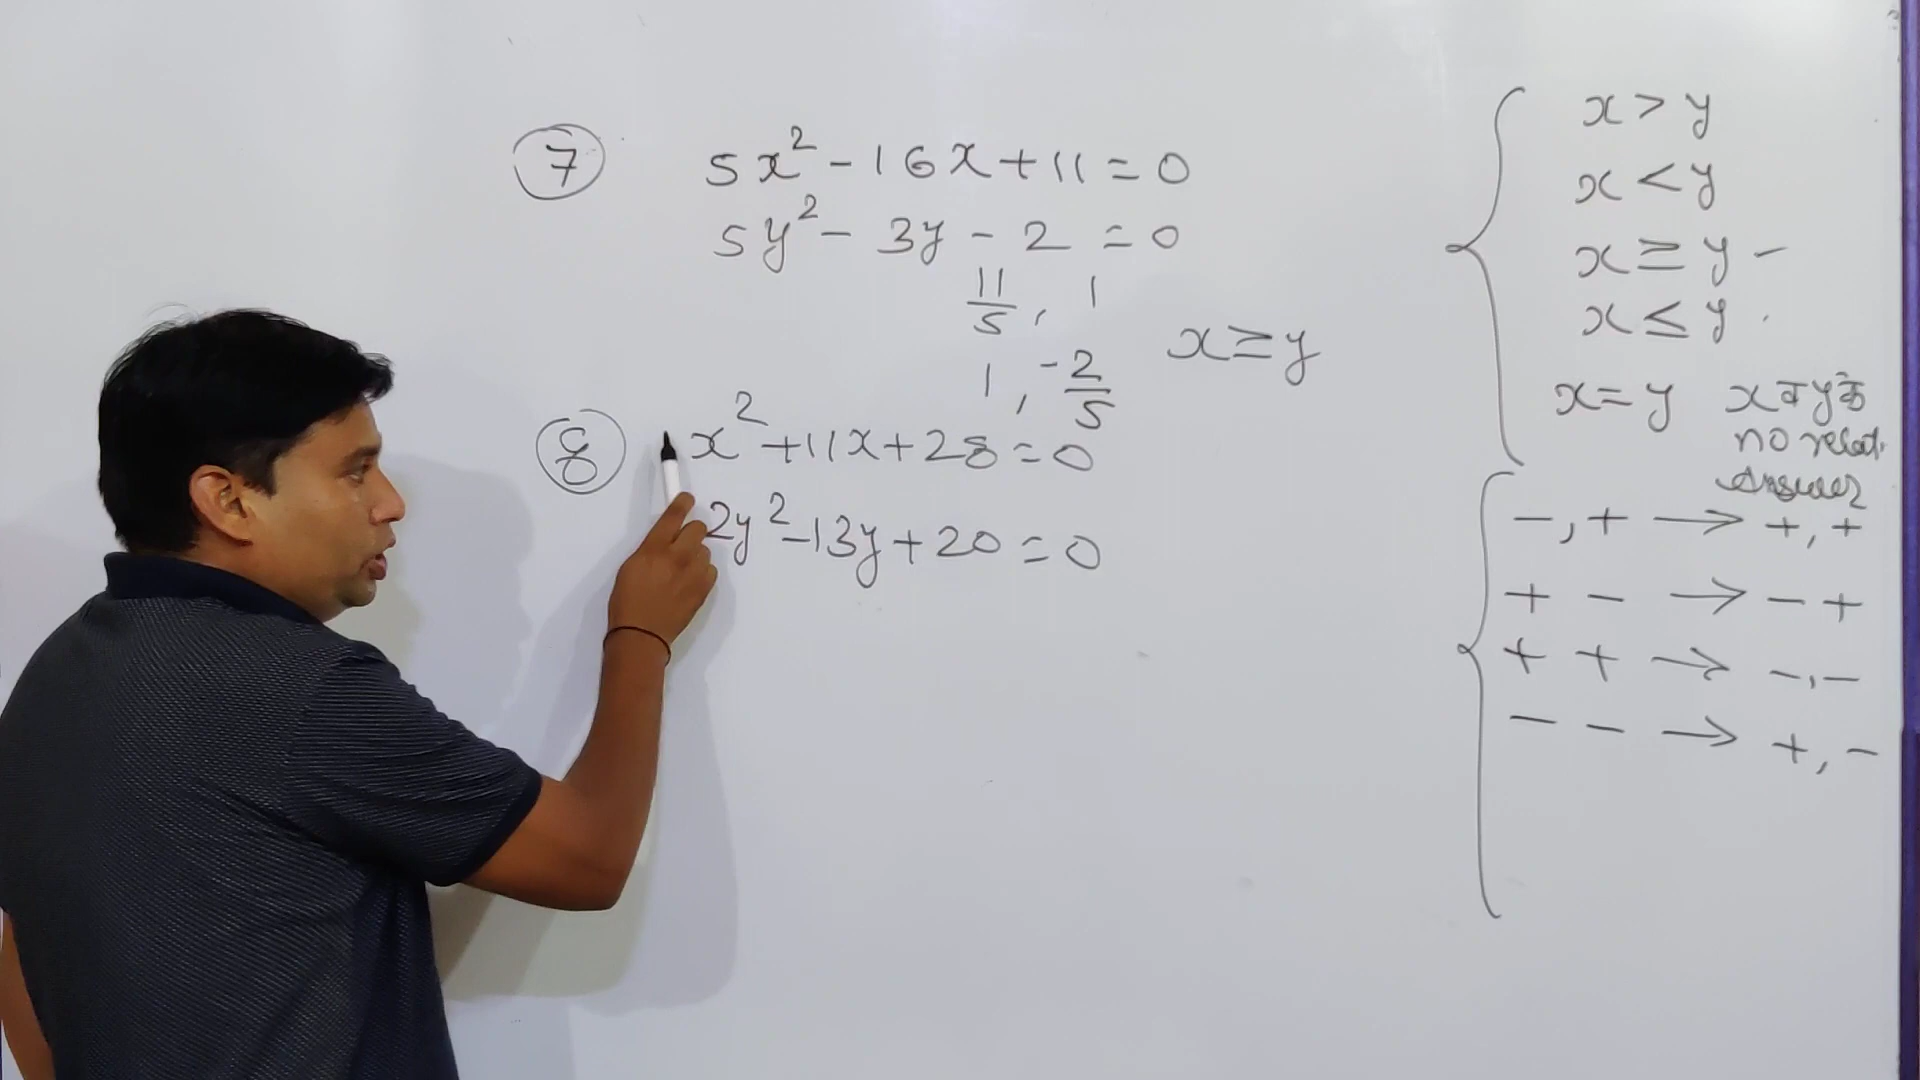 7 5x² - 16x + 11 = 0
5y² - 3y - 2 = 0
11/5, 1
1, -2/5
x ≥ y
8 x² + 11x + 28 = 0
2y² - 13y + 20 = 0
x > y
x < y
x ≥ y -
x ≤ y .
x = y x व y के
no relat.
Answer
-, + → +, +
+ - → - +
+ + → -, -
- - → +, -